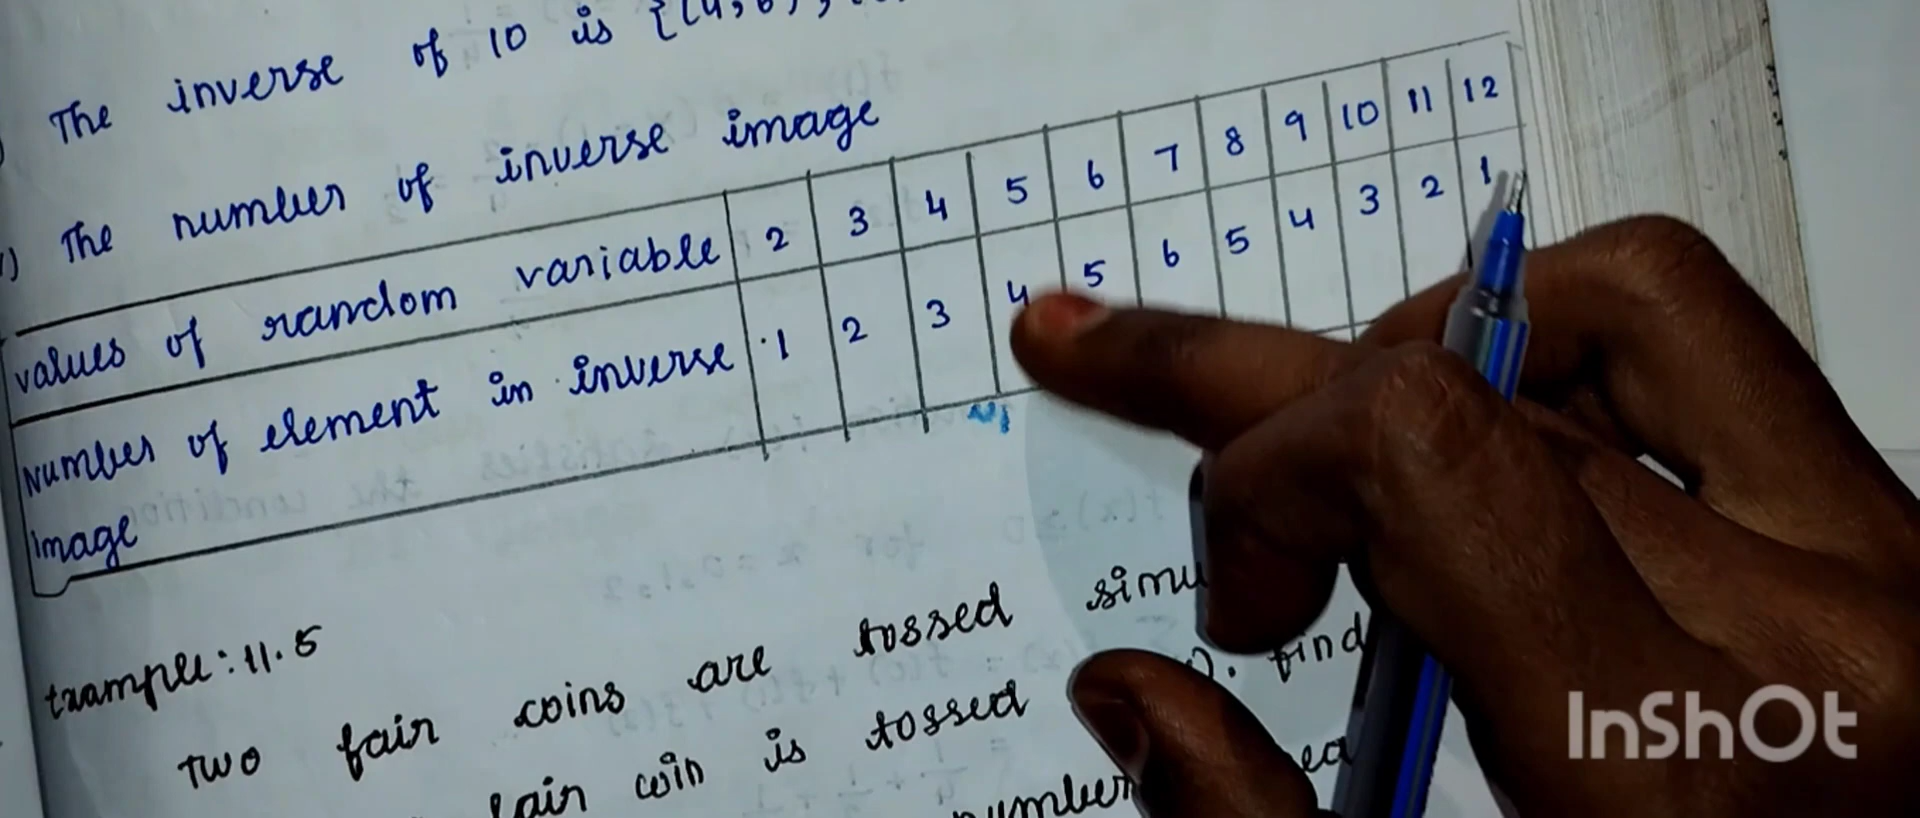 The inverse of 10 is {(4,6),
The number of inverse image
values of random variable 2 3 4 5 6 7 8 9 10 11 12
Number of element in inverse 1 2 3 4 5 6 5 4 3 2 1
image
Example: 11.5
Two fair coins are tossed simu
fair coin is tossed find
number
InShOt